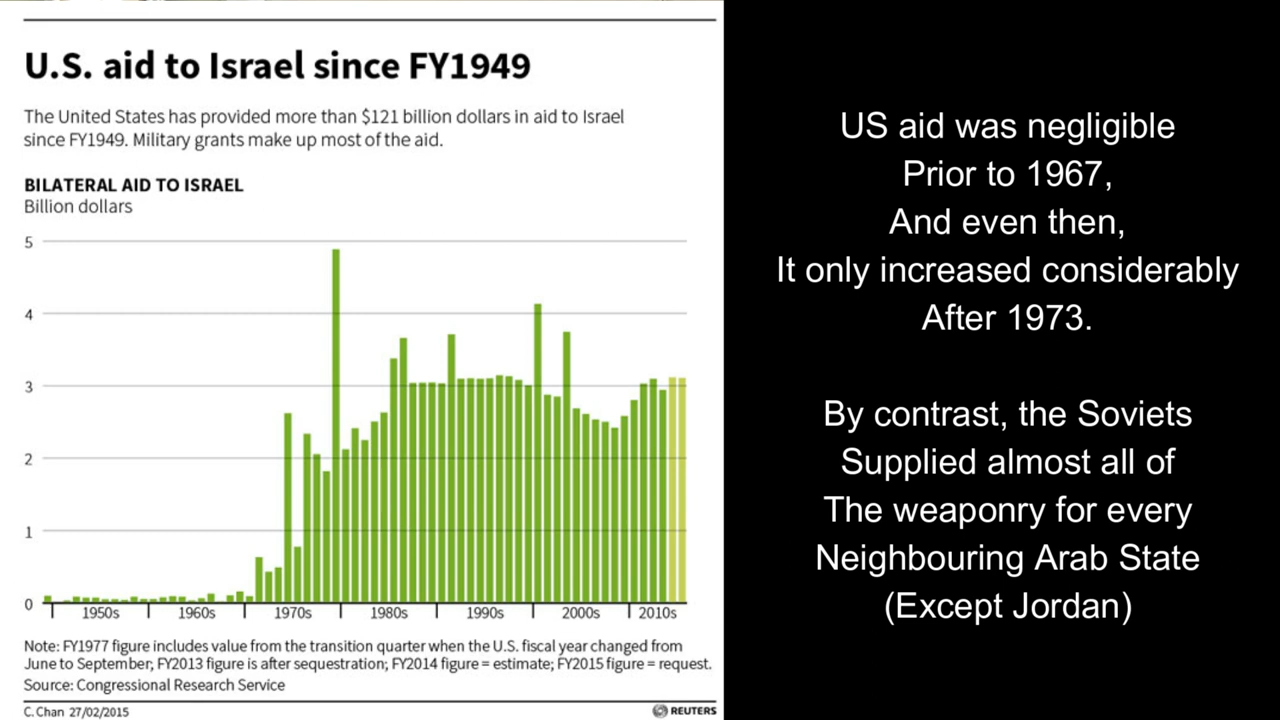 U.S. aid to Israel since FY1949
The United States has provided more than $121 billion dollars in aid to Israel
since FY1949. Military grants make up most of the aid.
BILATERAL AID TO ISRAEL
Billion dollars
5
4
3
2
1
0
1950s 1960s 1970s 1980s 1990s 2000s 2010s
Note: FY1977 figure includes value from the transition quarter when the U.S. fiscal year changed from
June to September; FY2013 figure is after sequestration; FY2014 figure = estimate; FY2015 figure = request.
Source: Congressional Research Service
C. Chan 27/02/2015
REUTERS
US aid was negligible
Prior to 1967,
And even then,
It only increased considerably
After 1973.
By contrast, the Soviets
Supplied almost all of
The weaponry for every
Neighbouring Arab State
(Except Jordan)